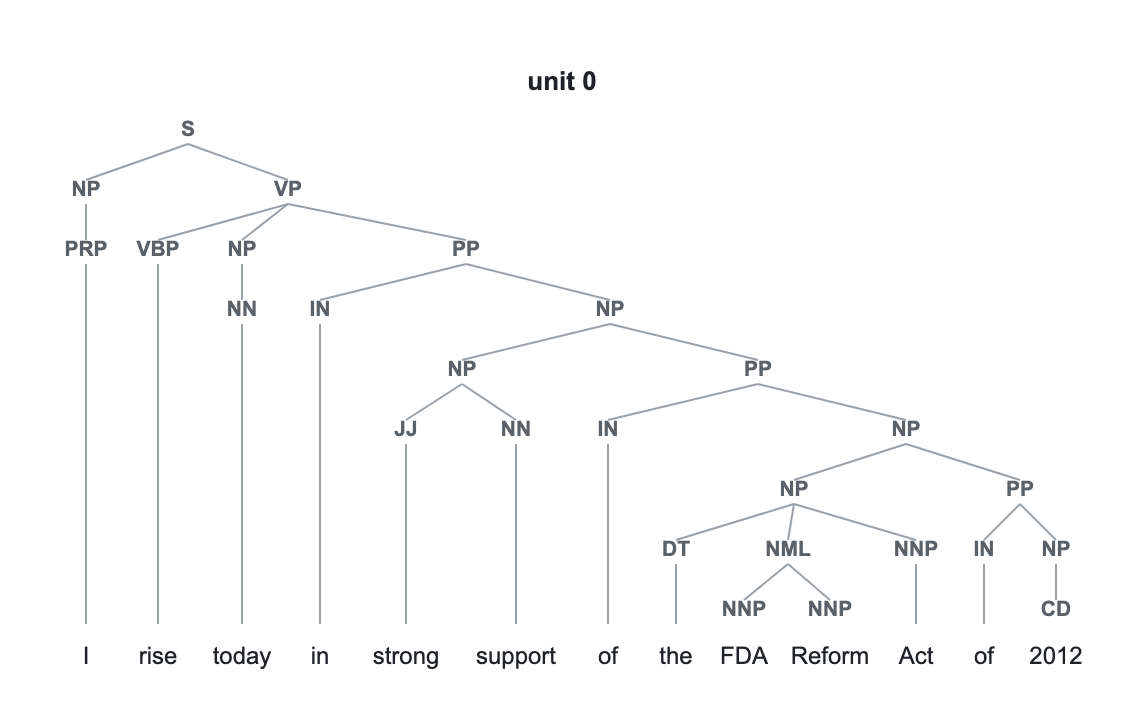 unit 0
S
NP VP
PRP VBP NP PP
NN IN NP
NP PP
JJ NN IN NP
NP PP
DT NML NNP IN NP
NNP NNP CD
I rise today in strong support of the FDA Reform Act of 2012